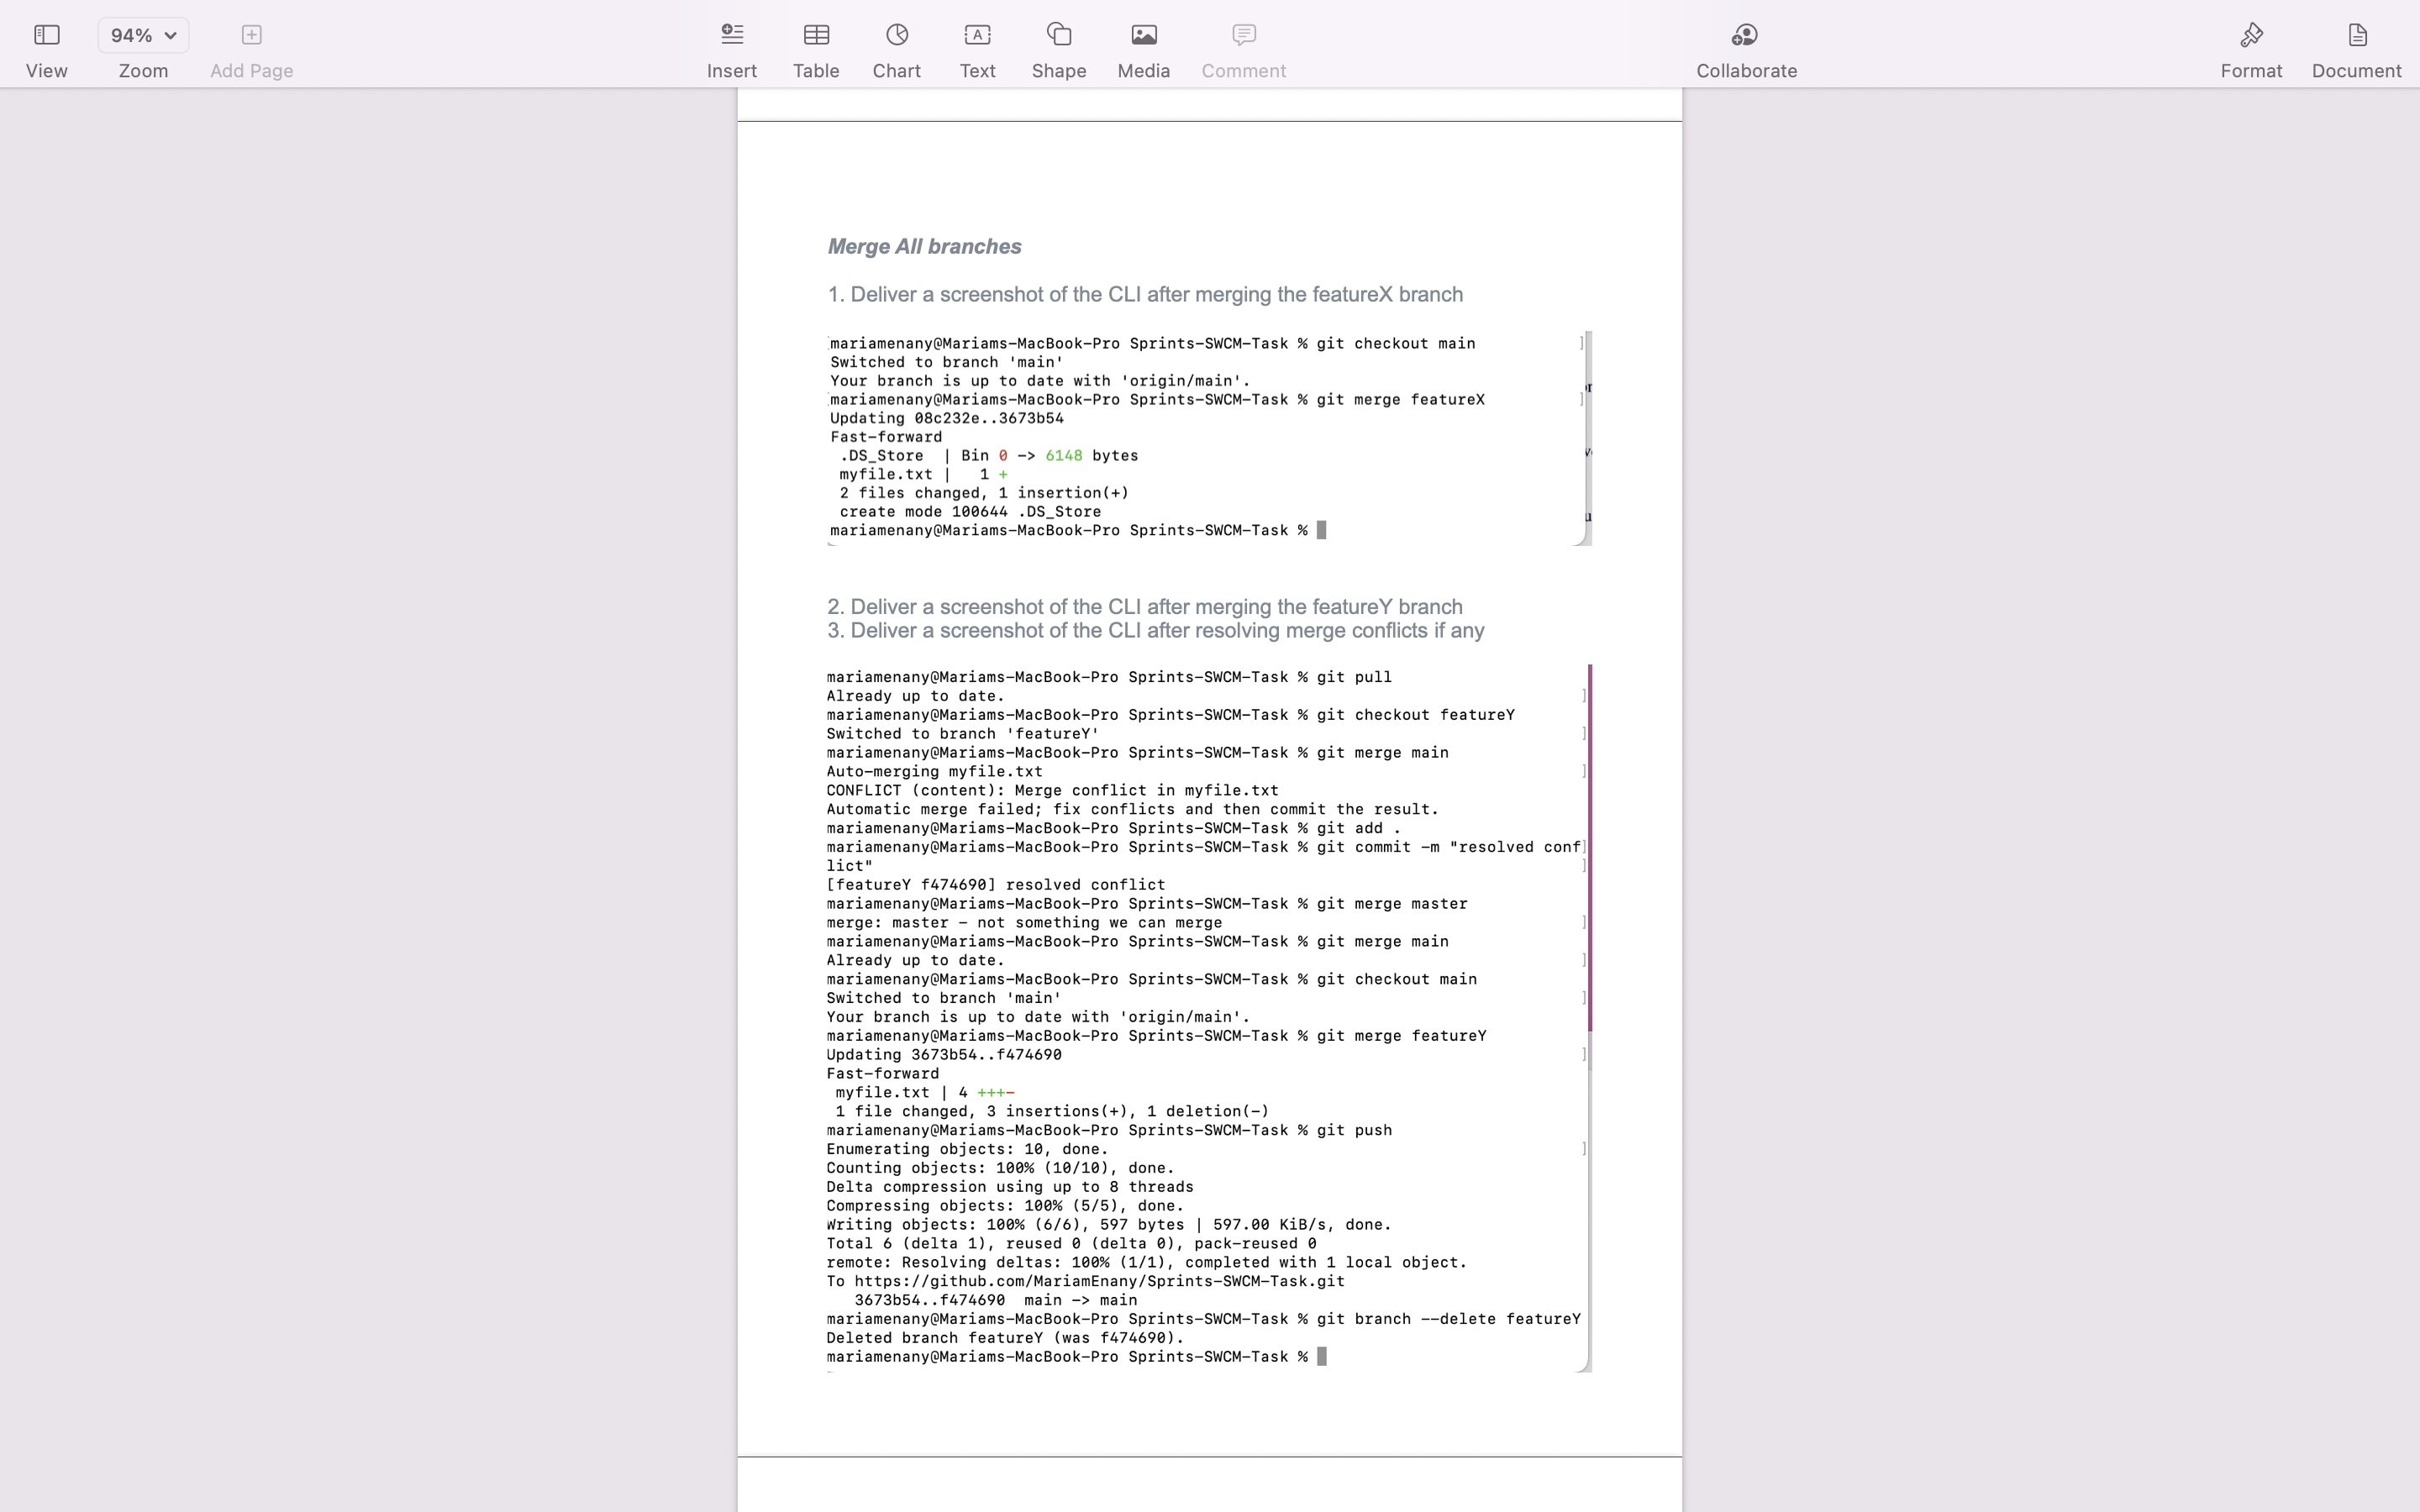 94%
View
Zoom
Add Page
Insert
Table
Chart
Text
Shape
Media
Comment
Collaborate
Format
Document
Merge All branches
1. Deliver a screenshot of the CLI after merging the featureX branch
mariamenany@Mariams-MacBook-Pro Sprints-SWCM-Task % git checkout main
Switched to branch 'main'
Your branch is up to date with 'origin/main'.
mariamenany@Mariams-MacBook-Pro Sprints-SWCM-Task % git merge featureX
Updating 08c232e..3673b54
Fast-forward
.DS_Store | Bin 0 -> 6148 bytes
myfile.txt | 1 +
2 files changed, 1 insertion(+)
create mode 100644 .DS_Store
mariamenany@Mariams-MacBook-Pro Sprints-SWCM-Task %
2. Deliver a screenshot of the CLI after merging the featureY branch
3. Deliver a screenshot of the CLI after resolving merge conflicts if any
mariamenany@Mariams-MacBook-Pro Sprints-SWCM-Task % git pull
Already up to date.
mariamenany@Mariams-MacBook-Pro Sprints-SWCM-Task % git checkout featureY
Switched to branch 'featureY'
mariamenany@Mariams-MacBook-Pro Sprints-SWCM-Task % git merge main
Auto-merging myfile.txt
CONFLICT (content): Merge conflict in myfile.txt
Automatic merge failed; fix conflicts and then commit the result.
mariamenany@Mariams-MacBook-Pro Sprints-SWCM-Task % git add .
mariamenany@Mariams-MacBook-Pro Sprints-SWCM-Task % git commit -m "resolved conf
lict"
[featureY f474690] resolved conflict
mariamenany@Mariams-MacBook-Pro Sprints-SWCM-Task % git merge master
merge: master - not something we can merge
mariamenany@Mariams-MacBook-Pro Sprints-SWCM-Task % git merge main
Already up to date.
mariamenany@Mariams-MacBook-Pro Sprints-SWCM-Task % git checkout main
Switched to branch 'main'
Your branch is up to date with 'origin/main'.
mariamenany@Mariams-MacBook-Pro Sprints-SWCM-Task % git merge featureY
Updating 3673b54..f474690
Fast-forward
myfile.txt | 4 +++-
1 file changed, 3 insertions(+), 1 deletion(-)
mariamenany@Mariams-MacBook-Pro Sprints-SWCM-Task % git push
Enumerating objects: 10, done.
Counting objects: 100% (10/10), done.
Delta compression using up to 8 threads
Compressing objects: 100% (5/5), done.
Writing objects: 100% (6/6), 597 bytes | 597.00 KiB/s, done.
Total 6 (delta 1), reused 0 (delta 0), pack-reused 0
remote: Resolving deltas: 100% (1/1), completed with 1 local object.
To https://github.com/MariamEnany/Sprints-SWCM-Task.git
3673b54..f474690 main -> main
mariamenany@Mariams-MacBook-Pro Sprints-SWCM-Task % git branch --delete featureY
Deleted branch featureY (was f474690).
mariamenany@Mariams-MacBook-Pro Sprints-SWCM-Task %